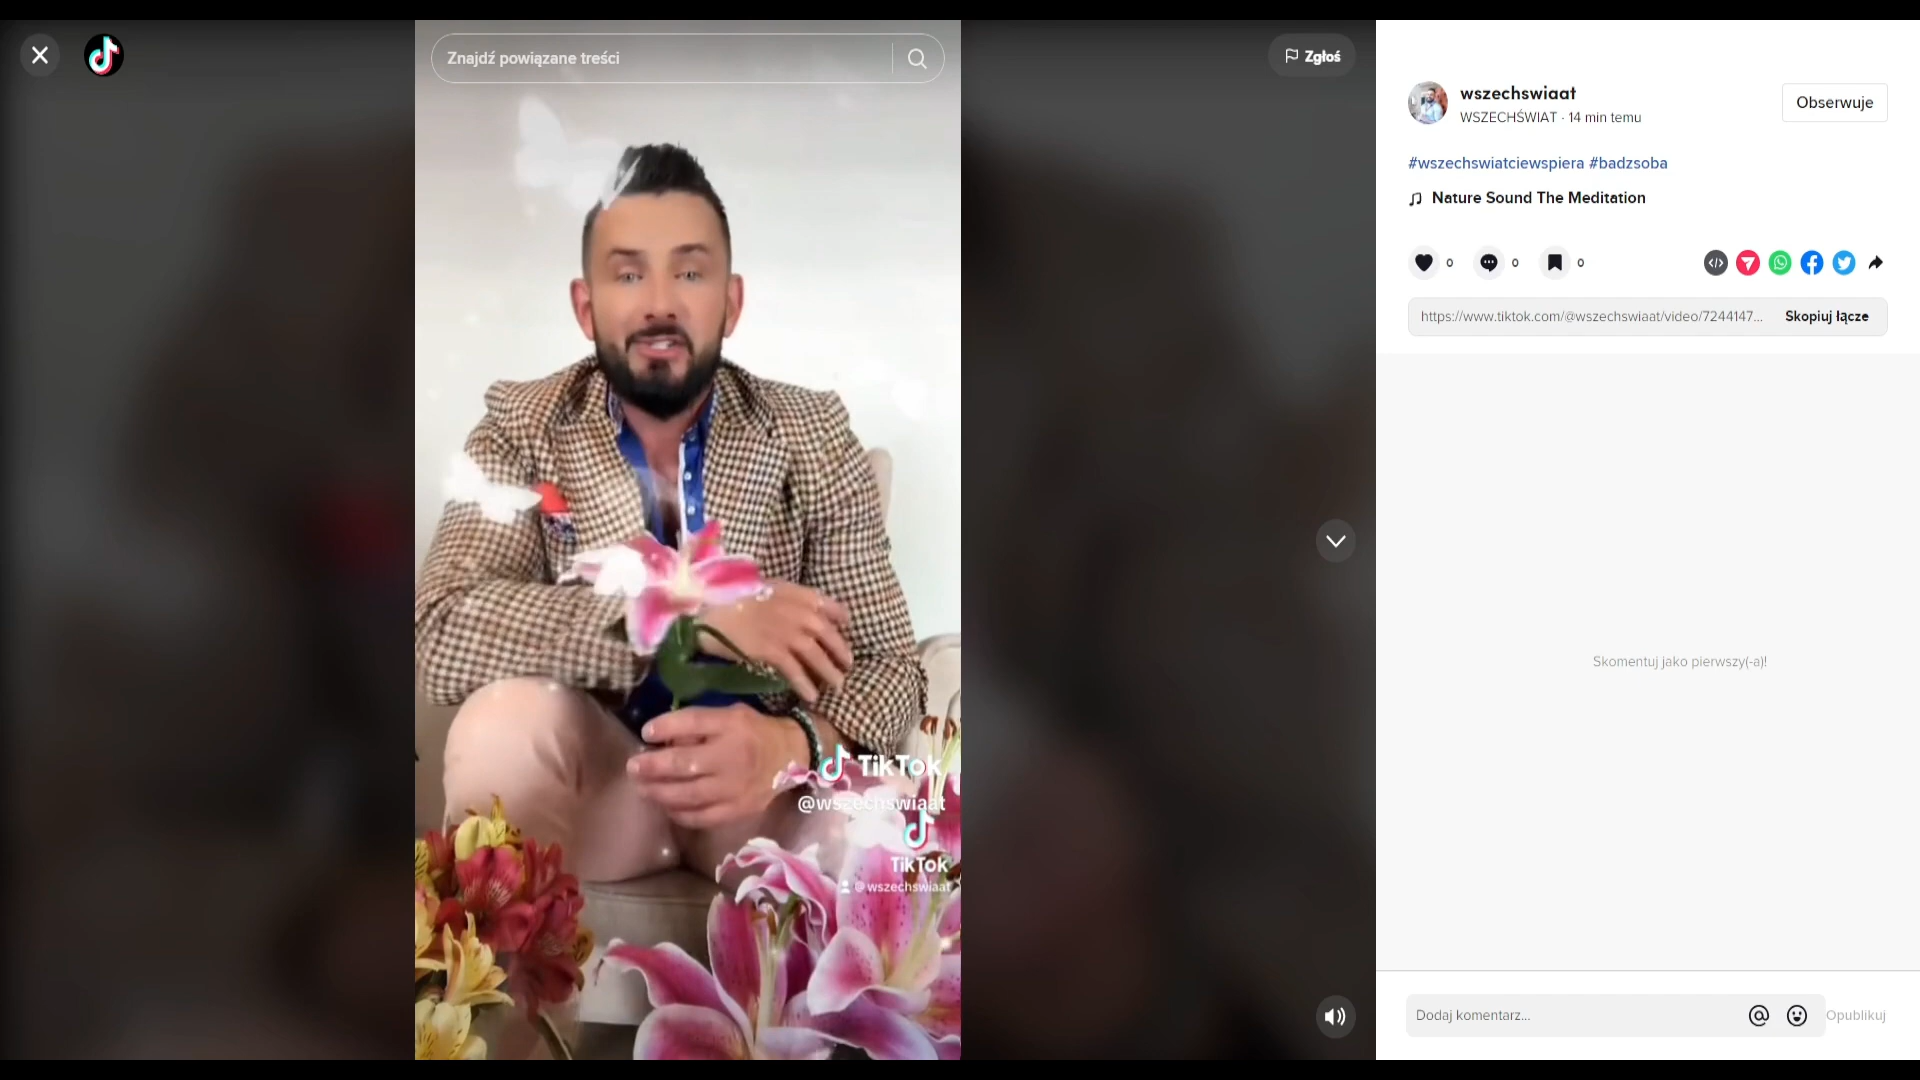 Znajdź powiązane treści
Zgłoś
TikTok
@wszechswiaat
TikTok
@wszechswiaat
wszechswiaat
WSZECHŚWIAT · 14 min temu
Obserwuje
#wszechswiatciewspiera #badzsoba
Nature Sound The Meditation
0 0 0
https://www.tiktok.com/@wszechswiaat/video/7244147... Skopiuj łącze
Skomentuj jako pierwszy(-a)!
Dodaj komentarz...
Opublikuj